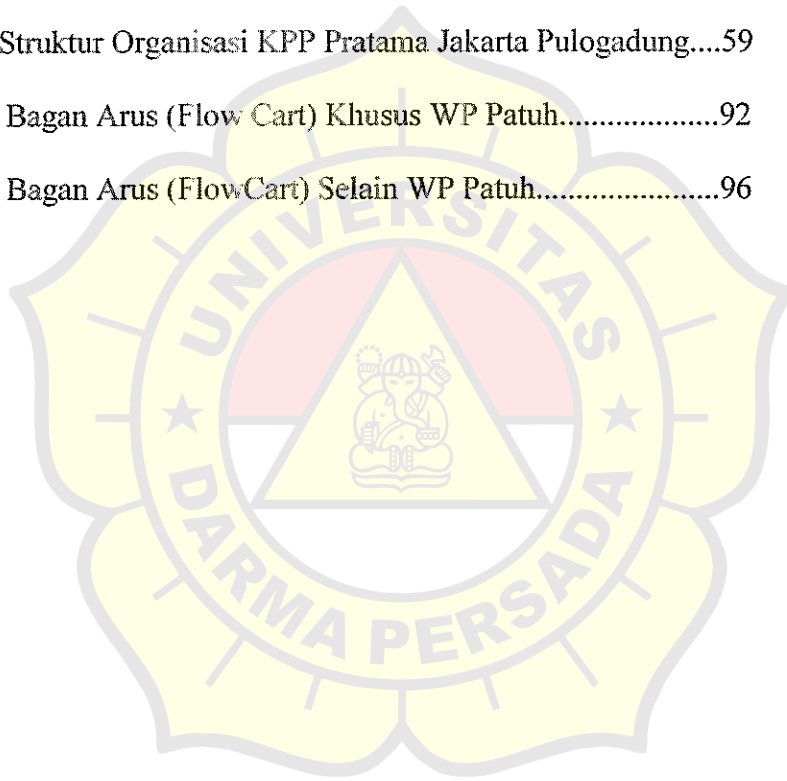 Struktur Organisasi KPP Pratama Jakarta Pulogadung....59
Bagan Arus (Flow Cart) Khusus WP Patuh...................92
Bagan Arus (FlowCart) Selain WP Patuh.......................96
UNIVERSITAS
DARMA PERSADA